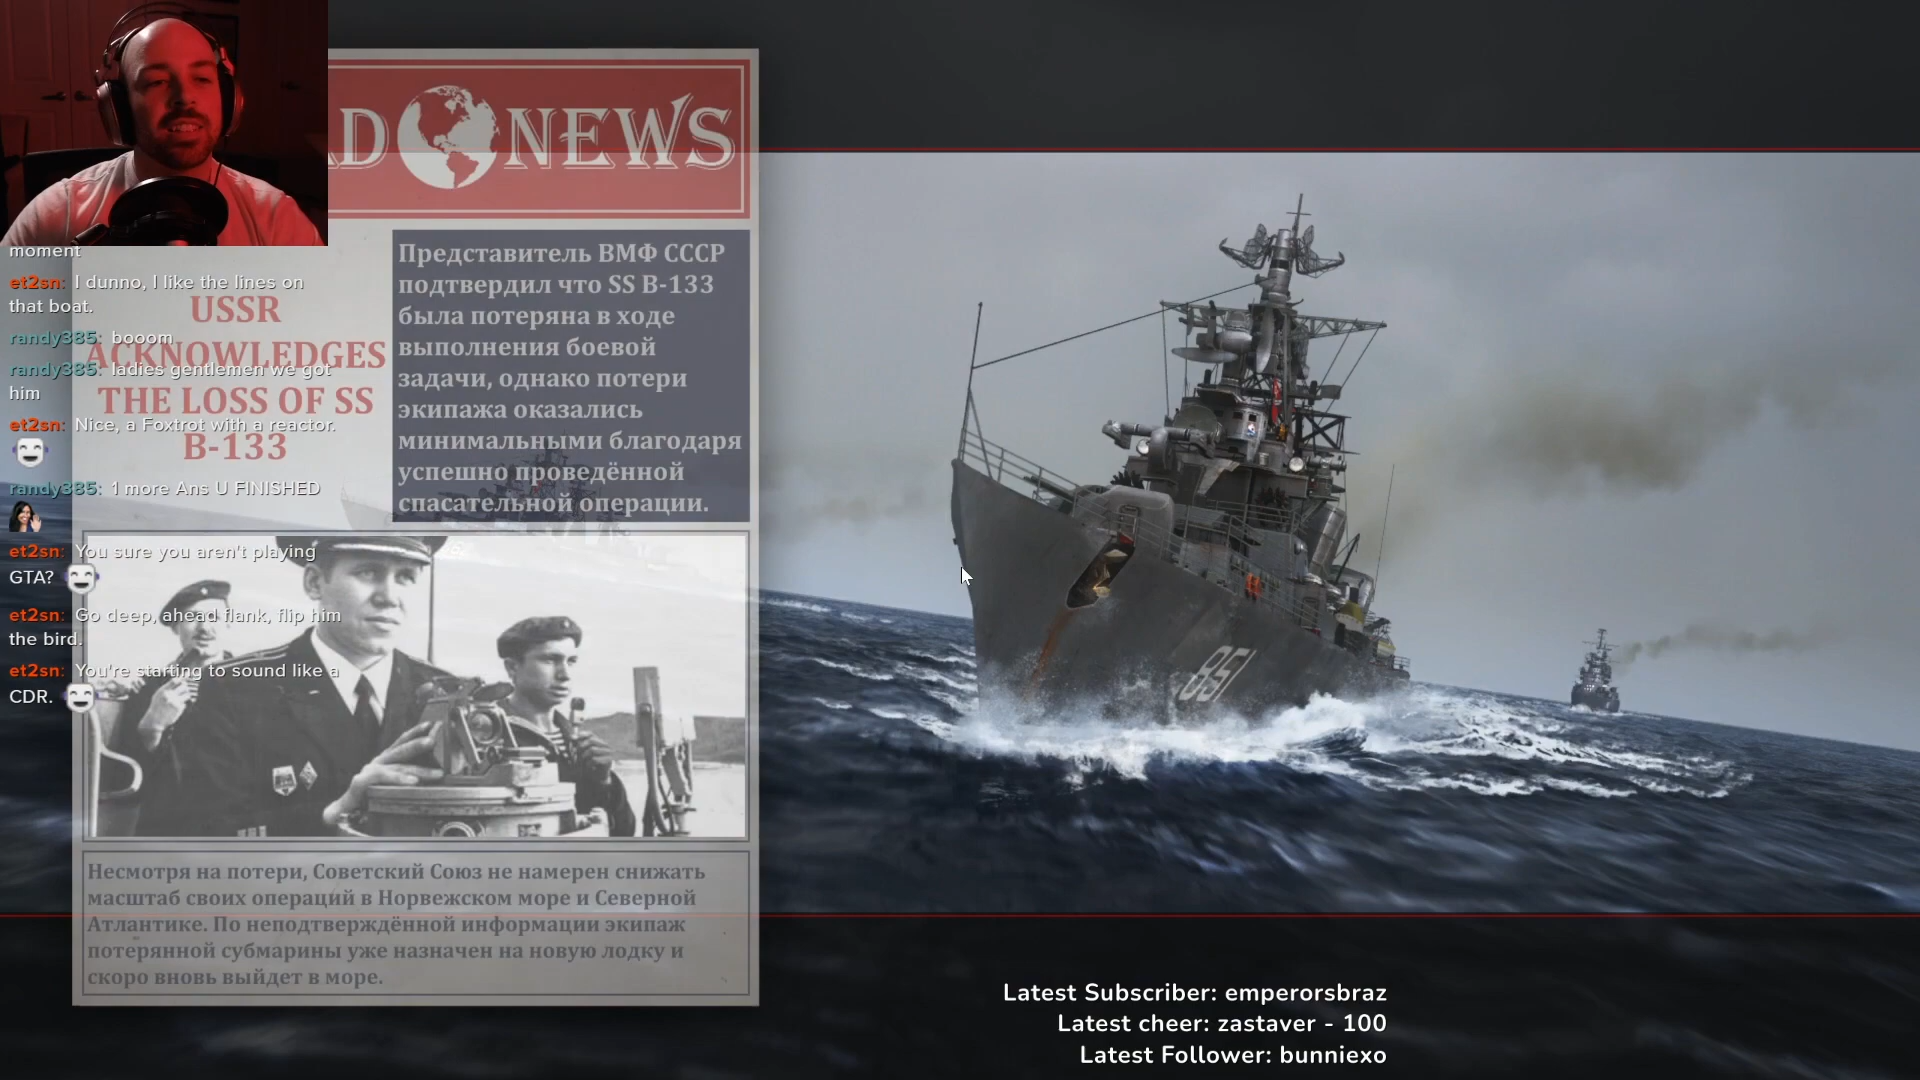 D NEWS
Представитель ВМФ СССР
подтвердил что SS B-133
была потеряна в ходе
выполнения боевой
задачи, однако потери
экипажа оказались
минимальными благодаря
успешно проведённой
спасательной операции.
USSR
ACKNOWLEDGES
THE LOSS OF SS
B-133
moment
et2sn: I dunno, I like the lines on
that boat.
randy385: booom
randy385: ladies gentlemen we got
him
et2sn: Nice, a Foxtrot with a reactor.
randy385: 1 more Ans U FINISHED
et2sn: You sure you aren't playing
GTA?
et2sn: Go deep, ahead flank, flip him
the bird.
et2sn: You're starting to sound like a
CDR.
851
Несмотря на потери, Советский Союз не намерен снижать
масштаб своих операций в Норвежском море и Северной
Атлантике. По неподтверждённой информации экипаж
потерянной субмарины уже назначен на новую лодку и
скоро вновь выйдет в море.
Latest Subscriber: emperorsbraz
Latest cheer: zastaver - 100
Latest Follower: bunniexo